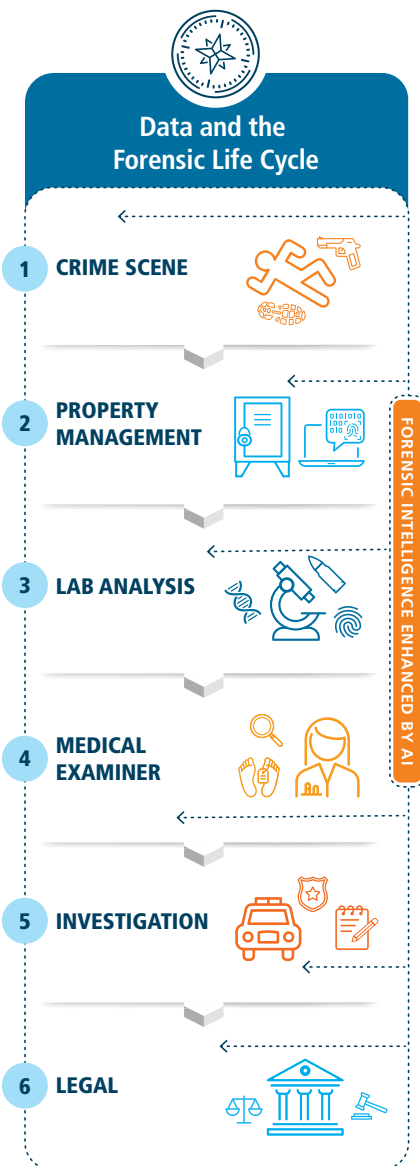 Data and the
Forensic Life Cycle
1 CRIME SCENE
2 PROPERTY
MANAGEMENT
FORENSIC INTELLIGENCE ENHANCED BY AI
3 LAB ANALYSIS
4 MEDICAL
EXAMINER
5 INVESTIGATION
6 LEGAL